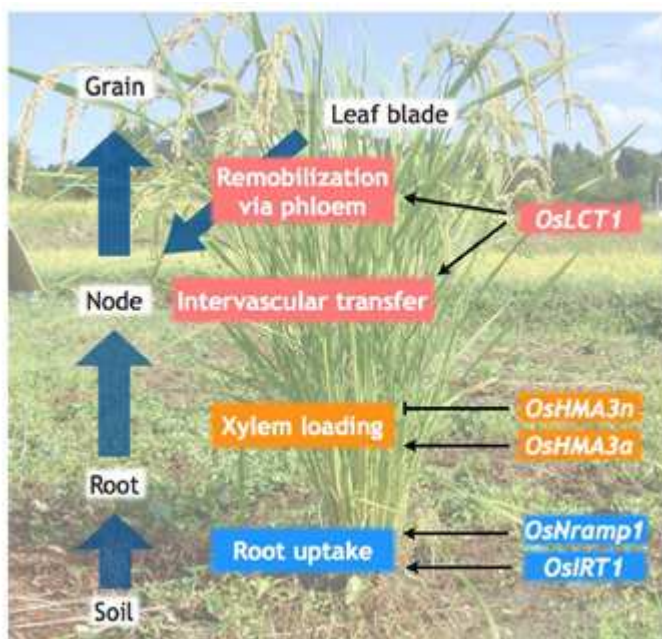 Grain
Leaf blade
Remobilization
via phloem
OsLCT1
Node
Intervascular transfer
Xylem loading
OsHMA3n
OsHMA3a
Root
Root uptake
OsNramp1
OsIRT1
Soil